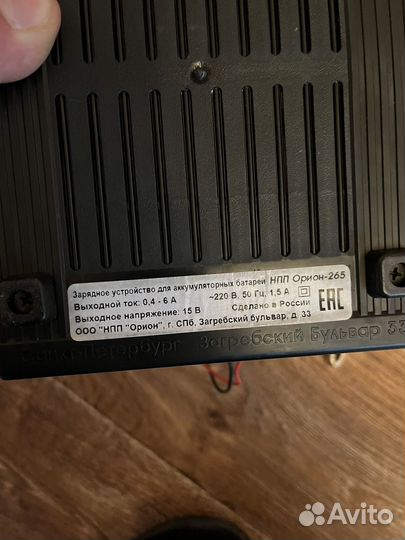 Зарядное устройство для аккумуляторных батарей НПП Орион-265
Выходной ток: 0,4 - 6 А ~220 В, 50 Гц, 1,5 А
Выходное напряжение: 15 В Сделано в России EAC
ООО "НПП "Орион", г. СПб. Загребский бульвар, д. 33
Санкт-Петербург Загребский Бульвар 33
Avito